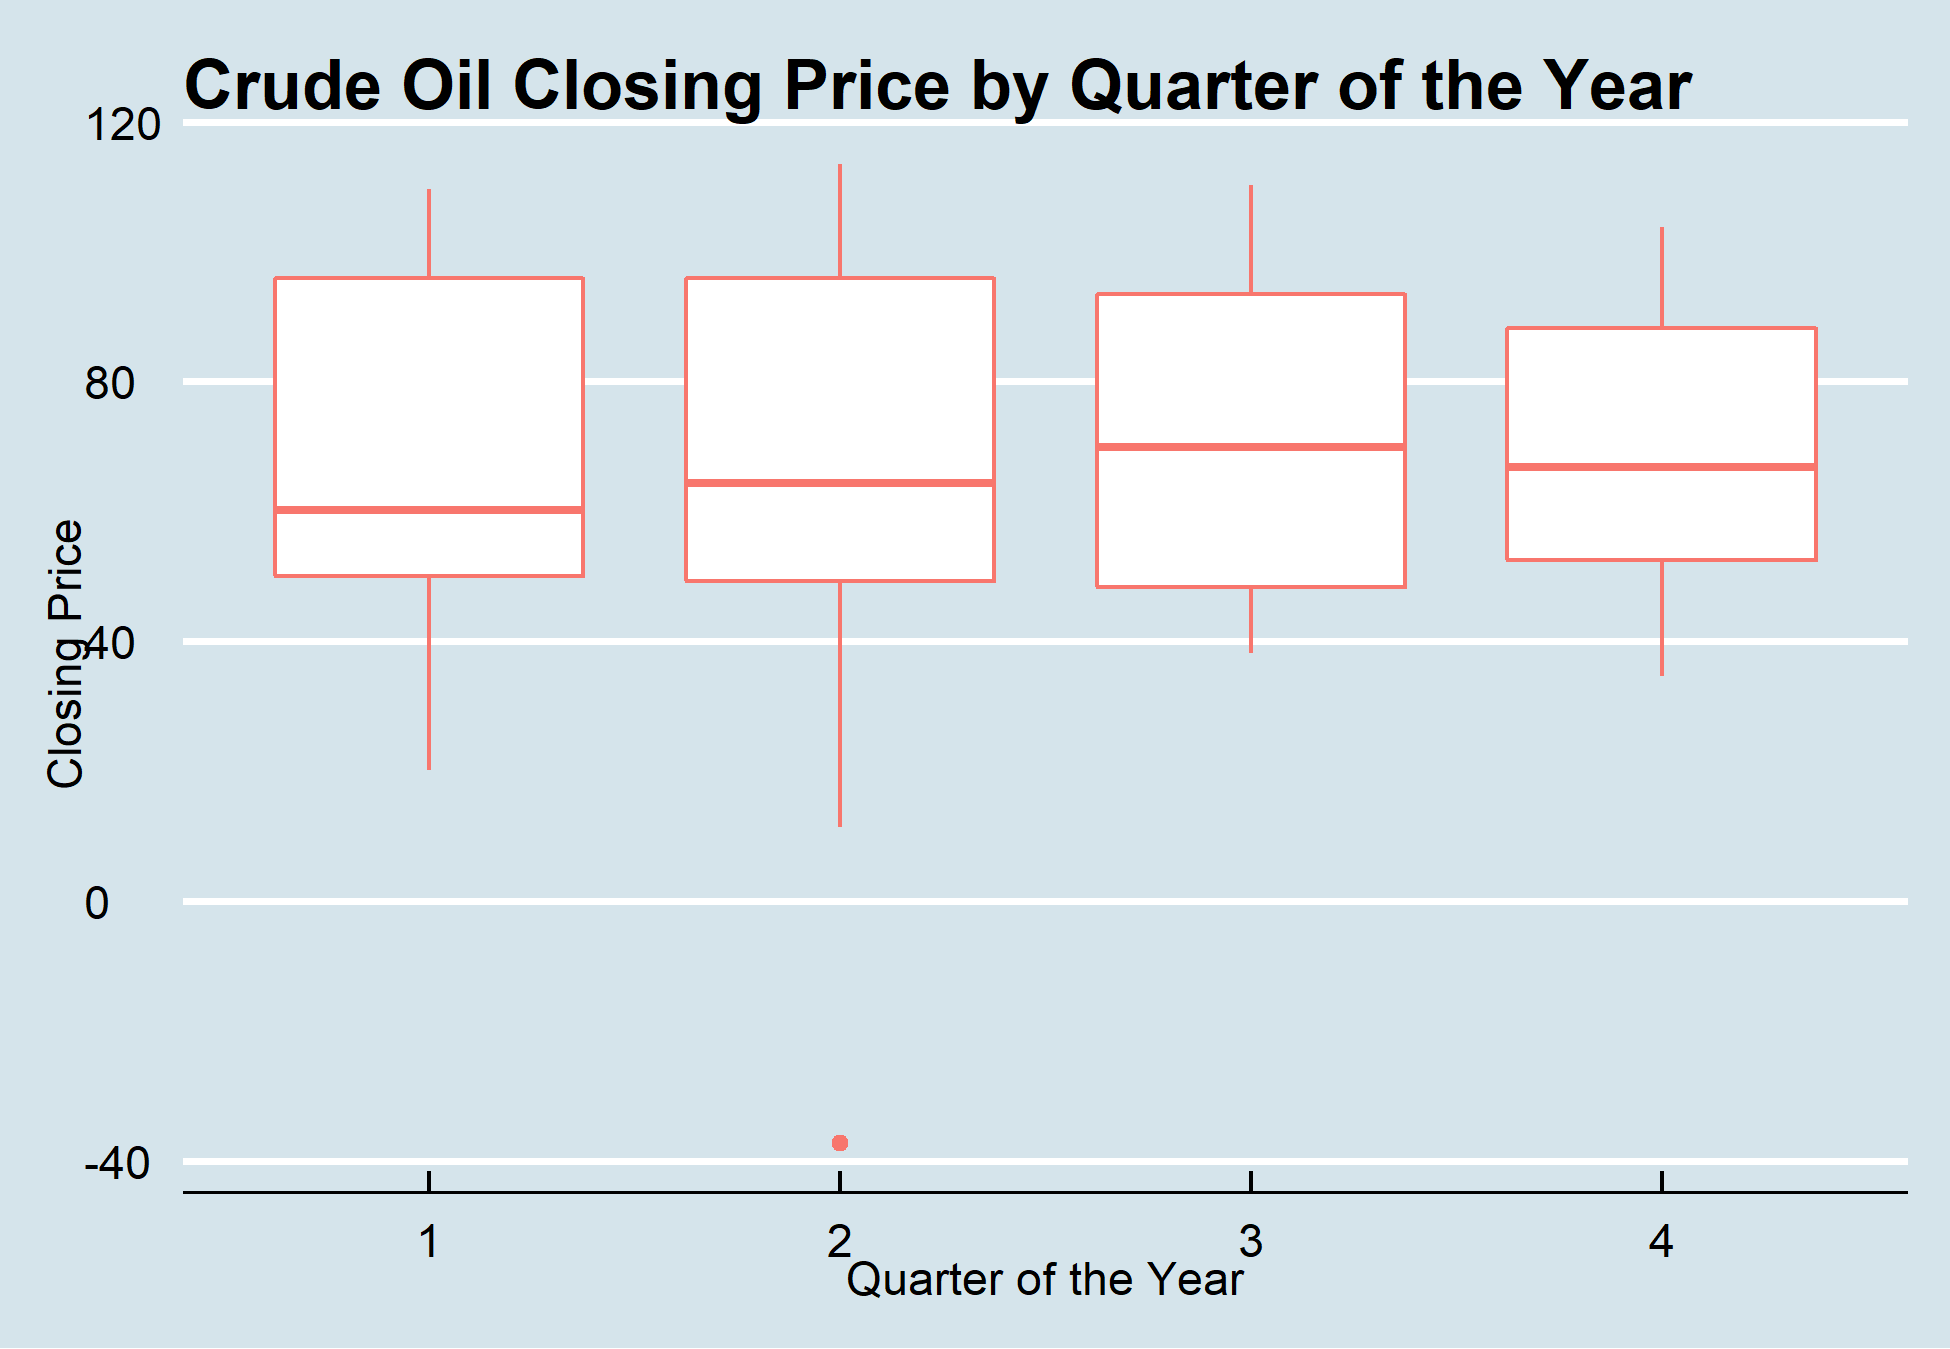 Crude Oil Closing Price by Quarter of the Year
120
80
40
0
-40
Closing Price
1 2 3 4
Quarter of the Year